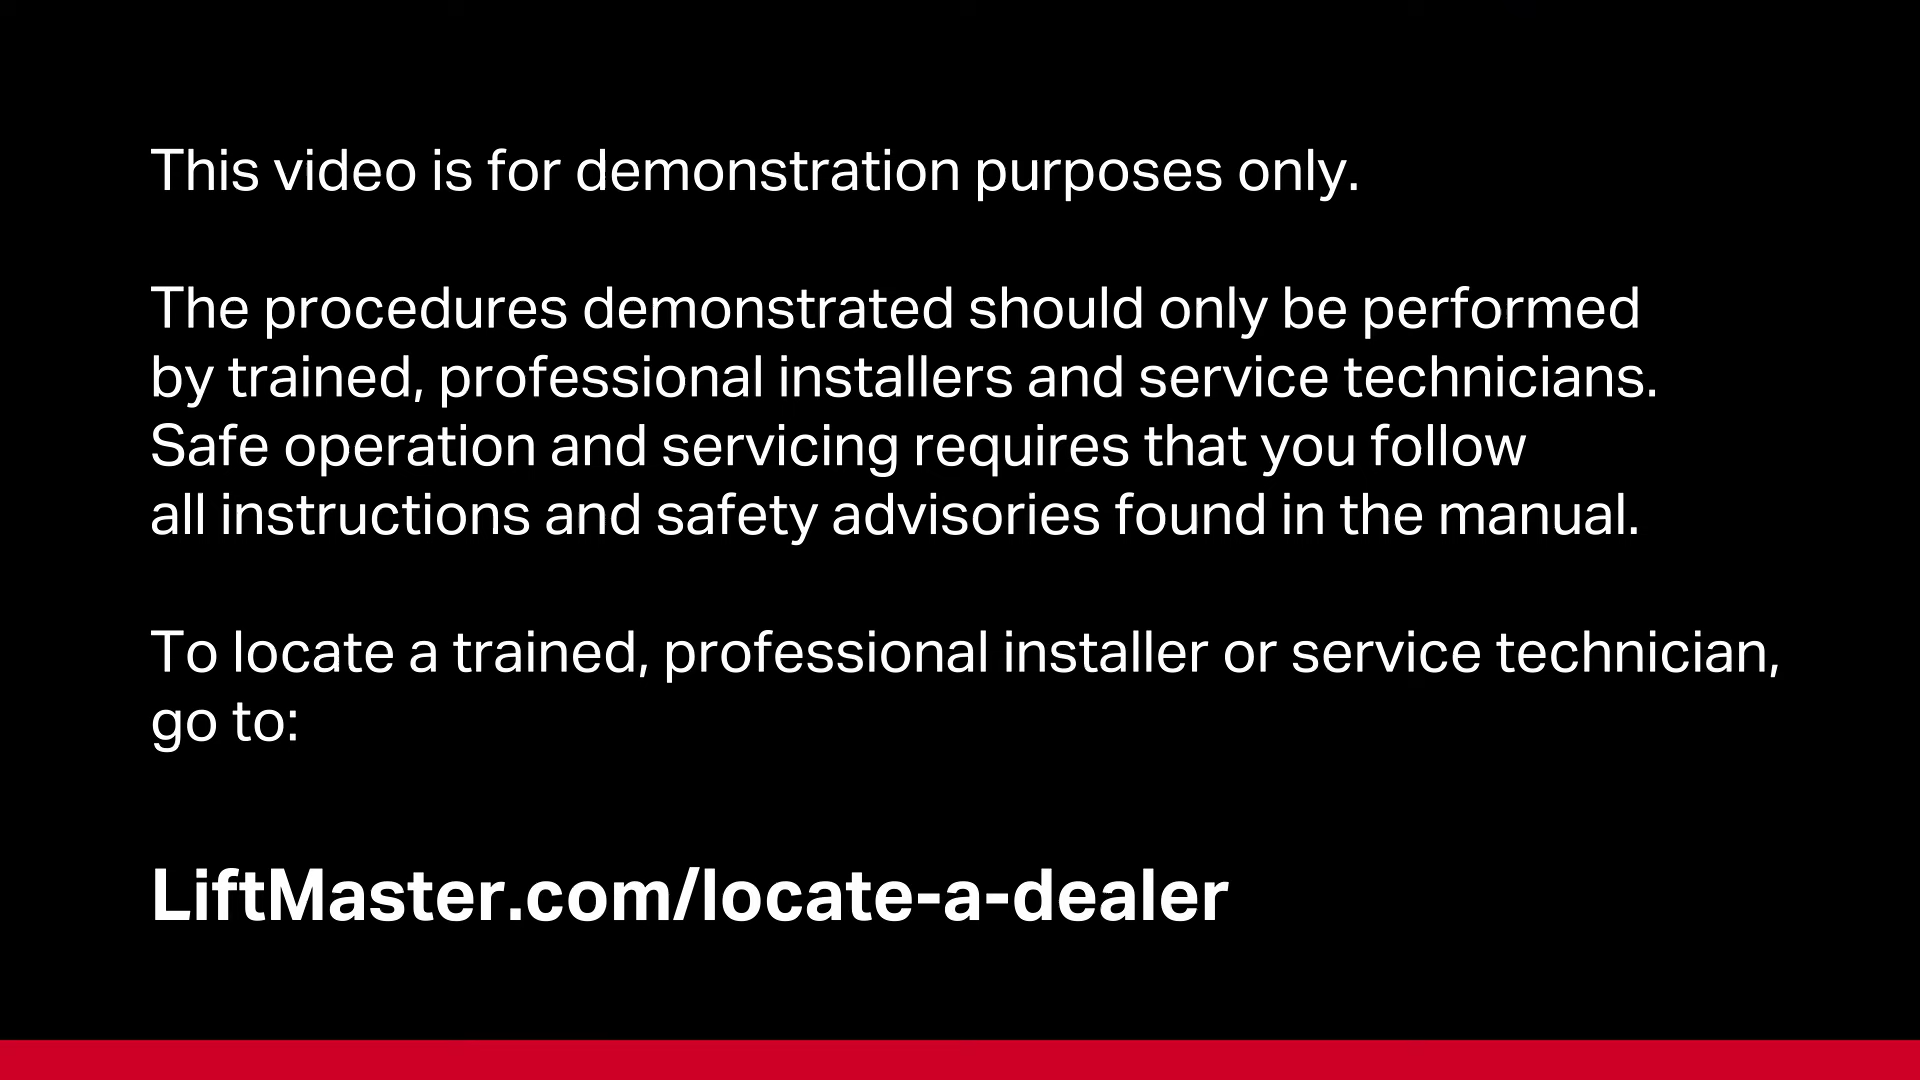 This video is for demonstration purposes only.
The procedures demonstrated should only be performed
by trained, professional installers and service technicians.
Safe operation and servicing requires that you follow
all instructions and safety advisories found in the manual.
To locate a trained, professional installer or service technician,
go to:
LiftMaster.com/locate-a-dealer